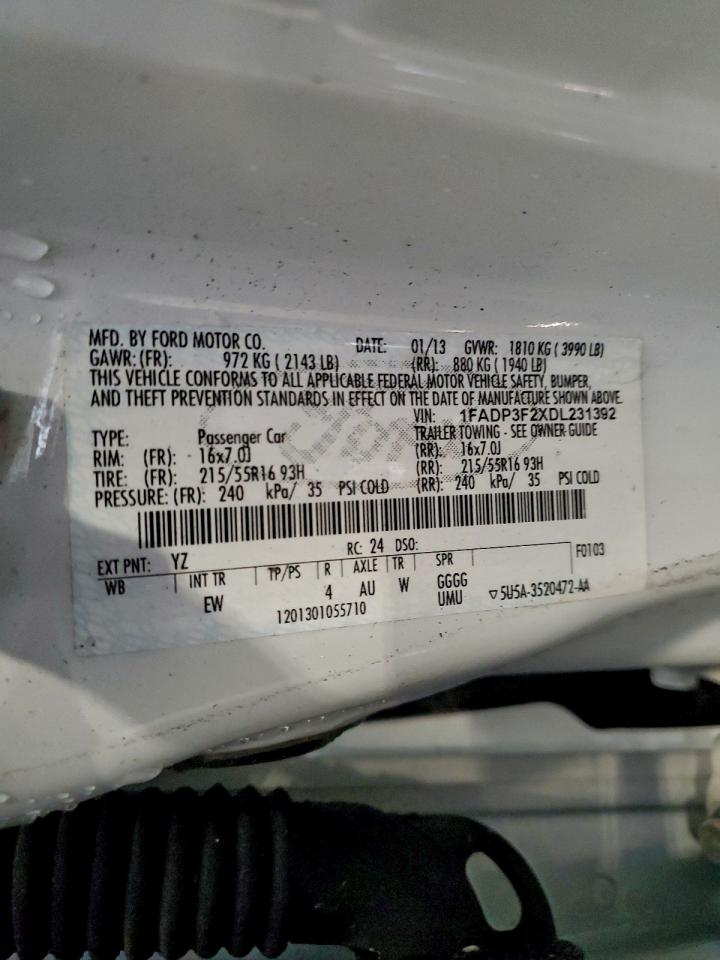 MFD. BY FORD MOTOR CO. DATE: 01/13 GVWR: 1810 KG ( 3990 LB)
GAWR: (FR): 972 KG ( 2143 LB) (RR): 880 KG ( 1940 LB)
THIS VEHICLE CONFORMS TO ALL APPLICABLE FEDERAL MOTOR VEHICLE SAFETY, BUMPER,
AND THEFT PREVENTION STANDARDS IN EFFECT ON THE DATE OF MANUFACTURE SHOWN ABOVE.
VIN: 1FADP3F2XDL231392
TYPE: Passenger Car TRAILER TOWING - SEE OWNER GUIDE
RIM: (FR): 16x7.0J (RR): 16x7.0J
TIRE: (FR): 215/55R16 93H (RR): 215/55R16 93H
PRESSURE: (FR): 240 kPa/ 35 PSI COLD (RR): 240 kPa/ 35 PSI COLD
EXT PNT: YZ RC: 24 DSO: F0103
WB INT TR TP/PS R AXLE TR SPR
EW 4 AU W GGGG
UMU ▽5U5A-3520472-AA
1201301055710